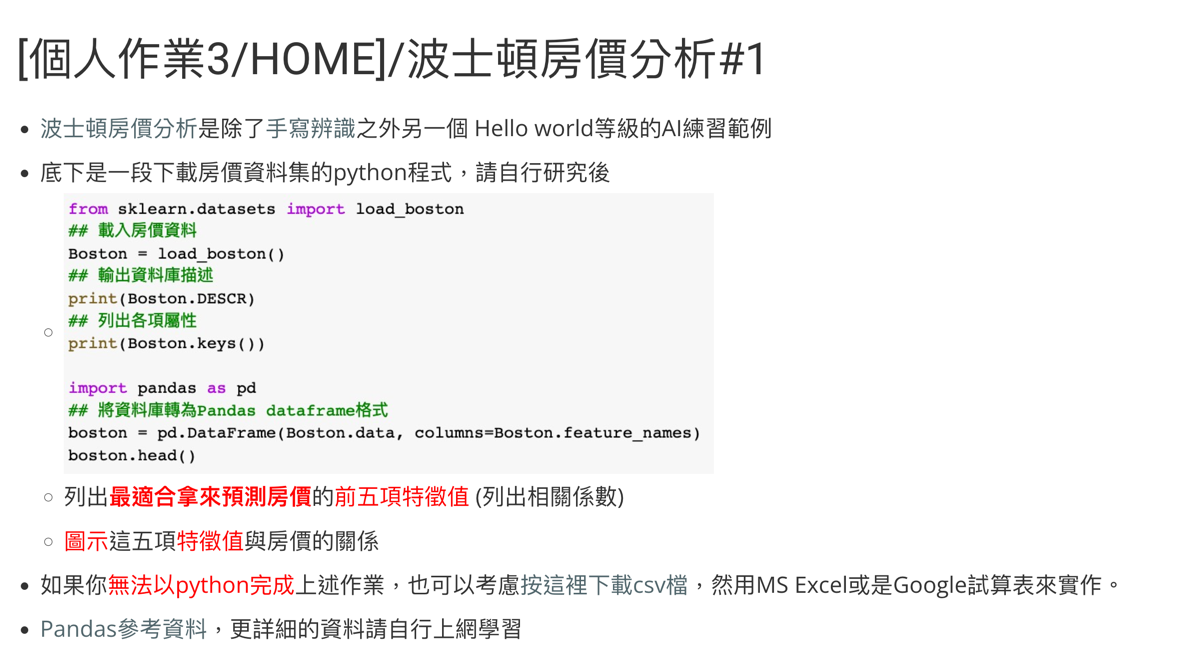 [個人作業3/HOME]/波士頓房價分析#1
波士頓房價分析是除了手寫辨識之外另一個 Hello world等級的AI練習範例
底下是一段下載房價資料集的python程式，請自行研究後
from sklearn.datasets import load_boston
## 載入房價資料
Boston = load_boston()
## 輸出資料庫描述
print(Boston.DESCR)
## 列出各項屬性
print(Boston.keys())
import pandas as pd
## 將資料庫轉為Pandas dataframe格式
boston = pd.DataFrame(Boston.data, columns=Boston.feature_names)
boston.head()
列出最適合拿來預測房價的前五項特徵值 (列出相關係數)
圖示這五項特徵值與房價的關係
如果你無法以python完成上述作業，也可以考慮按這裡下載csv檔，然用MS Excel或是Google試算表來實作。
Pandas參考資料，更詳細的資料請自行上網學習